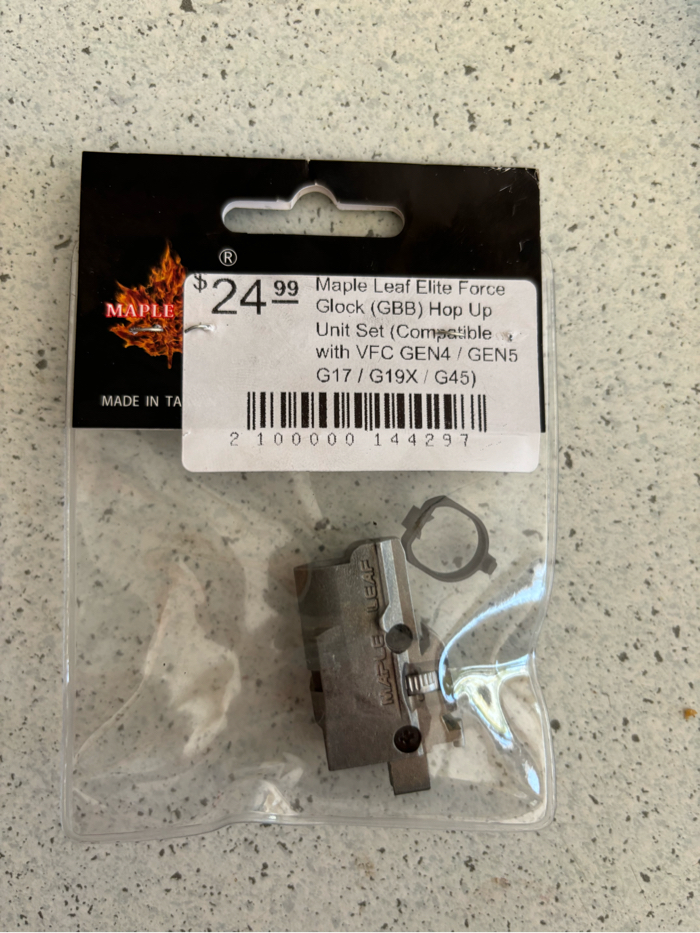 ®
MAPLE
MADE IN TA
$24.99
Maple Leaf Elite Force
Glock (GBB) Hop Up
Unit Set (Compatible
with VFC GEN4 / GEN5
G17 / G19X / G45)
2 100000 144297
MAPLE LEAF